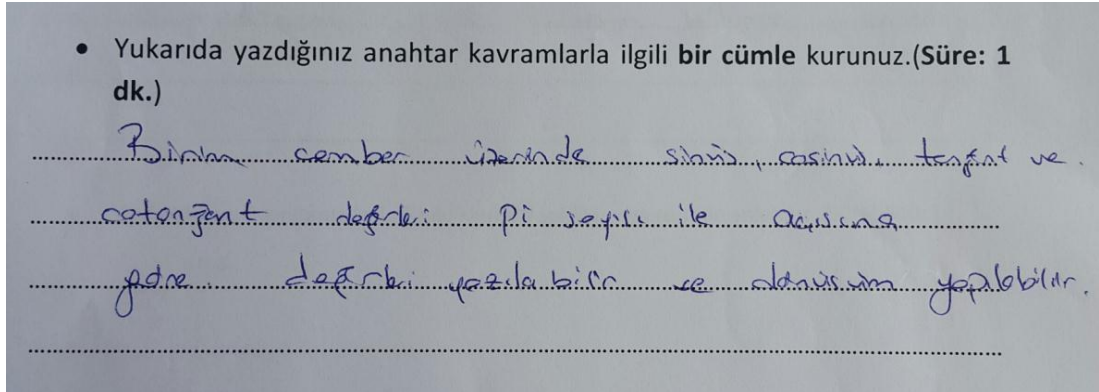 • Yukarıda yazdığınız anahtar kavramlarla ilgili bir cümle kurunuz.(Süre: 1
dk.)
Birim çember üzerinde sinüs, cosinüs, tanjant ve
cotanjant değerleri pi sayısı ile açısına
göre değerleri yazılabilir ve dönüşüm yapılabilir.